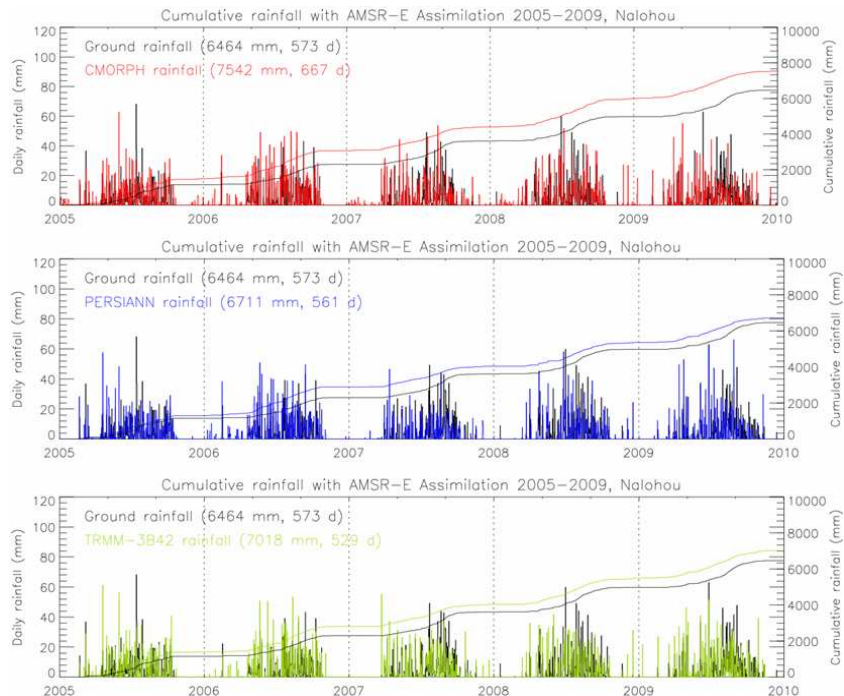 Cumulative rainfall with AMSR-E Assimilation 2005-2009, Nalohou
120 10000
Ground rainfall (6464 mm, 573 d)
100
CMORPH rainfall (7542 mm, 667 d)
8000
80
6000
60
4000
40
2000
20
0 0
Daily rainfall (mm)
Cumulative rainfall (mm)
2005 2006 2007 2008 2009 2010
Cumulative rainfall with AMSR-E Assimilation 2005-2009, Nalohou
120 10000
Ground rainfall (6464 mm, 573 d)
100
PERSIANN rainfall (6711 mm, 561 d)
8000
80
6000
60
4000
40
2000
20
0 0
Daily rainfall (mm)
Cumulative rainfall (mm)
2005 2006 2007 2008 2009 2010
Cumulative rainfall with AMSR-E Assimilation 2005-2009, Nalohou
120 10000
Ground rainfall (6464 mm, 573 d)
100
TRMM-3B42 rainfall (7018 mm, 529 d)
8000
80
6000
60
4000
40
2000
20
0 0
Daily rainfall (mm)
Cumulative rainfall (mm)
2005 2006 2007 2008 2009 2010